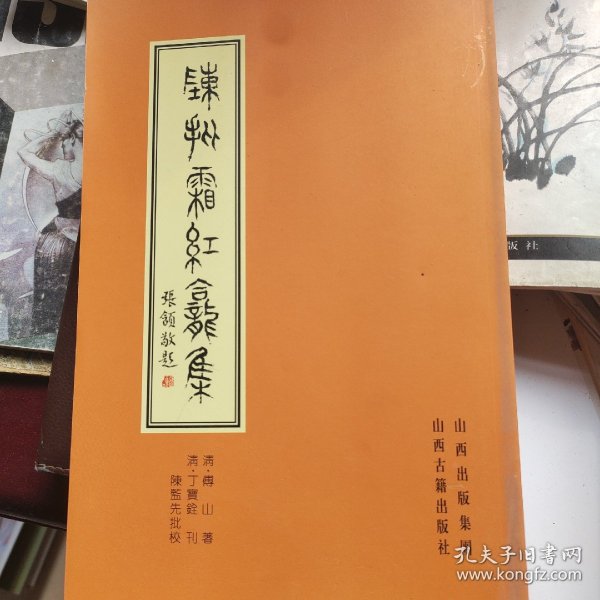 陳批霜紅龕集
張頷敬題
清·傅山著
清·丁寶銓刊
陳監先批校
山西出版集團
山西古籍出版社
版社
孔夫子旧书网
www.kongfz.com